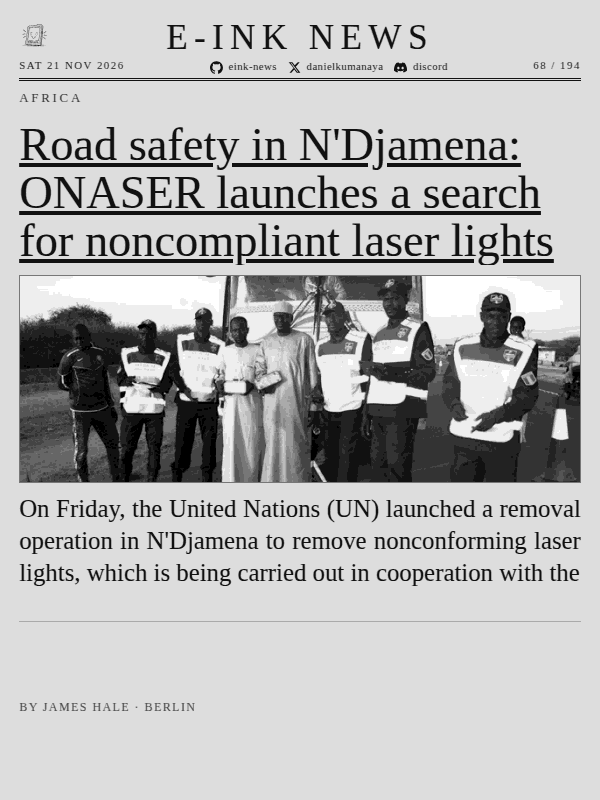 E-INK NEWS
SAT 21 NOV 2026
eink-news danielkumanaya discord
68 / 194
AFRICA
Road safety in N'Djamena:
ONASER launches a search
for noncompliant laser lights
On Friday, the United Nations (UN) launched a removal
operation in N'Djamena to remove nonconforming laser
lights, which is being carried out in cooperation with the
BY JAMES HALE · BERLIN